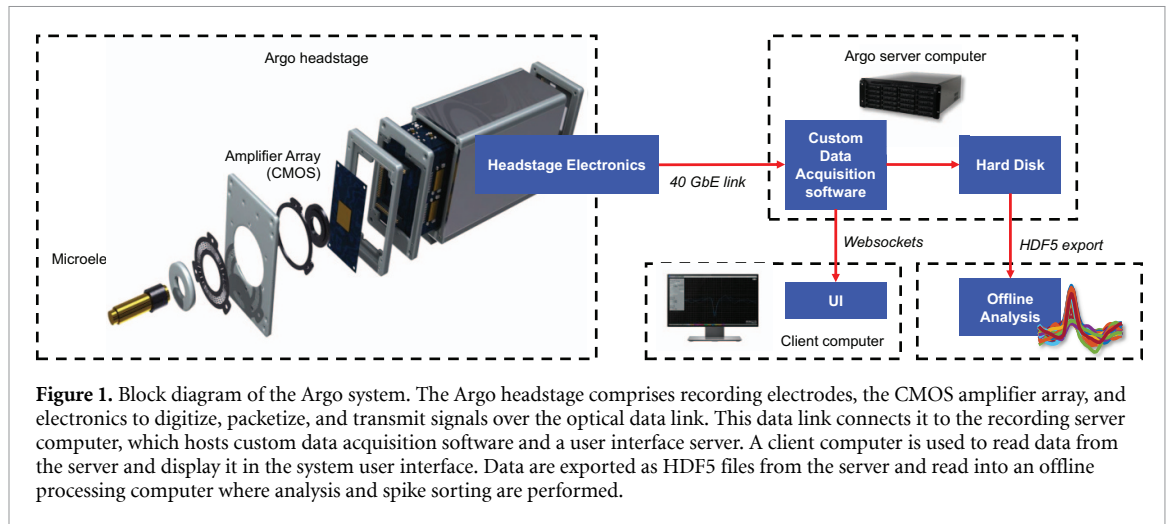 Argo headstage
Argo server computer
Amplifier Array
(CMOS)
Headstage Electronics
40 GbE link
Custom
Data
Acquisition
software
Hard Disk
Websockets
HDF5 export
UI
Client computer
Offline
Analysis
Figure 1. Block diagram of the Argo system. The Argo headstage comprises recording electrodes, the CMOS amplifier array, and
electronics to digitize, packetize, and transmit signals over the optical data link. This data link connects it to the recording server
computer, which hosts custom data acquisition software and a user interface server. A client computer is used to read data from
the server and display it in the system user interface. Data are exported as HDF5 files from the server and read into an offline
processing computer where analysis and spike sorting are performed.